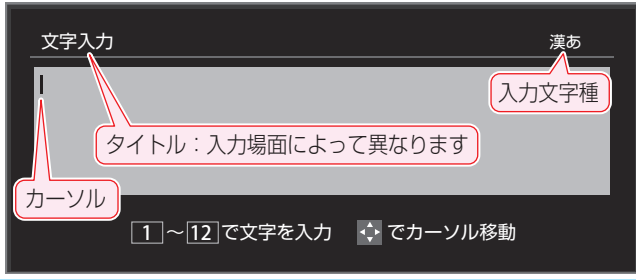 文字入力
漢あ
入力文字種
タイトル：入力場面によって異なります
カーソル
1～12で文字を入力 でカーソル移動